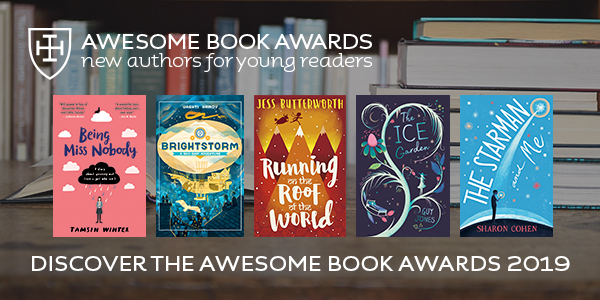 AWESOME BOOK AWARDS
new authors for young readers
Being
Miss Nobody
TAMSIN WINTER
VASHTI HARDY
BRIGHTSTORM
JESS BUTTERWORTH
Running
on the
ROOF
of the
WORLD
The
ICE
Garden
GUY
JONES
THE STARMAN
and Me
SHARON COHEN
DISCOVER THE AWESOME BOOK AWARDS 2019